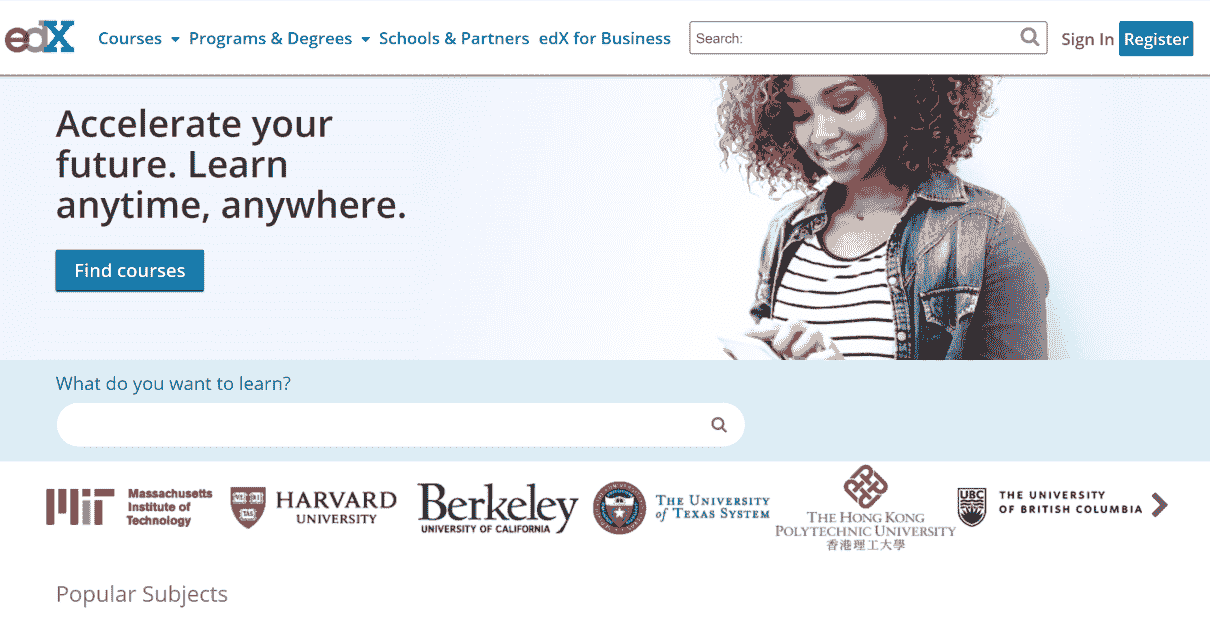 edX Courses Programs & Degrees Schools & Partners edX for Business Search: Sign In Register
Accelerate your
future. Learn
anytime, anywhere.
Find courses
What do you want to learn?
MIT Massachusetts
Institute of
Technology
VE RI TAS HARVARD
UNIVERSITY
Berkeley
UNIVERSITY OF CALIFORNIA
THE UNIVERSITY
of TEXAS SYSTEM
THE HONG KONG
POLYTECHNIC UNIVERSITY
香港理工大學
UBC THE UNIVERSITY
OF BRITISH COLUMBIA
Popular Subjects